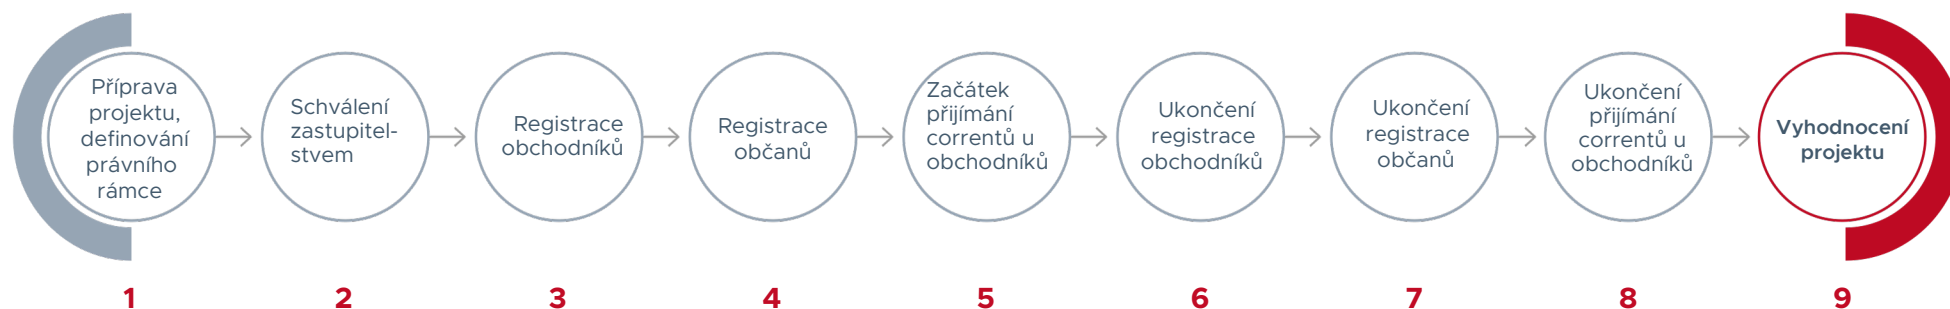 Příprava
projektu,
definování
právního
rámce
Schválení
zastupitel-
stvem
Registrace
obchodníků
Registrace
občanů
Začátek
přijímání
correntů u
obchodníků
Ukončení
registrace
obchodníků
Ukončení
registrace
občanů
Ukončení
přijímání
correntů u
obchodníků
Vyhodnocení
projektu
1
2
3
4
5
6
7
8
9